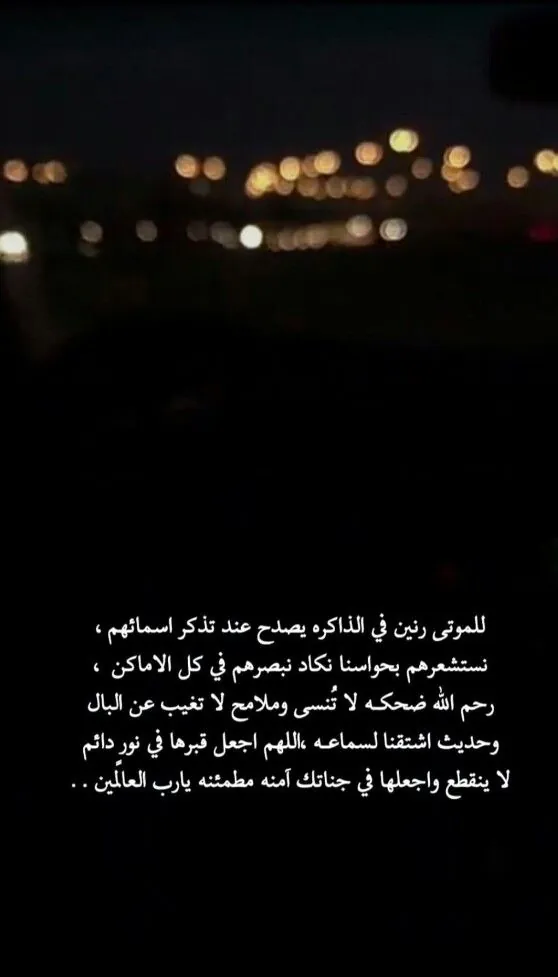 للموتى رنين في الذاكره يصدح عند تذكر اسمائهم ،
نستشعرهم بحواسنا نكاد نبصرهم في كل الاماكن ،
رحم الله ضحكـه لا تُنسى وملامح لا تغيب عن البال
وحديث اشتقنا لسماعـه ،اللهم اجعل قبرها في نور دائم
لا ينقطع واجعلها في جناتك آمنه مطمئنه يارب العالَمين . .